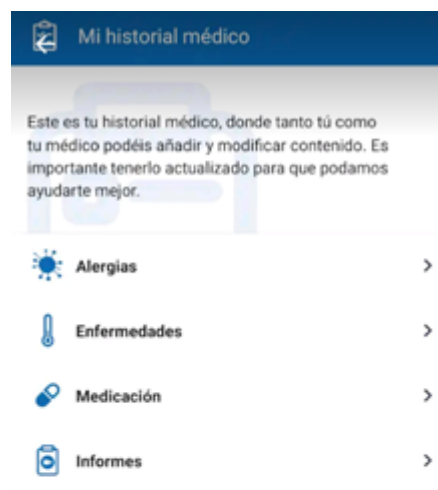 Mi historial médico
Este es tu historial médico, donde tanto tú como
tu médico podéis añadir y modificar contenido. Es
importante tenerlo actualizado para que podamos
ayudarte mejor.
Alergias
Enfermedades
Medicación
Informes